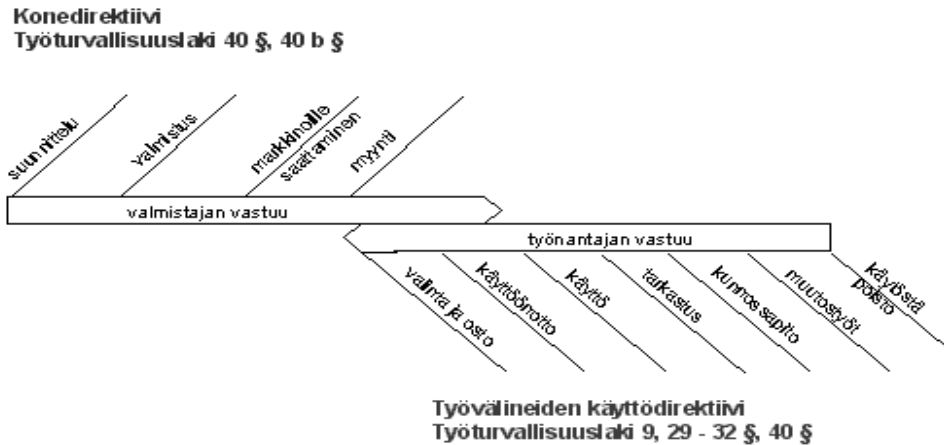 Konedirektiivi
Työturvallisuuslaki 40 §, 40 b §
suunnittelu
valmistus
markkinoille
saattaminen
myynti
valmistajan vastuu
työnantajan vastuu
valinta ja osto
käyttöönotto
käyttö
tarkastus
kunnossapito
muutostyöt
käytöstä
poisto
Työvälineiden käyttödirektiivi
Työturvallisuuslaki 9, 29 - 32 §, 40 §